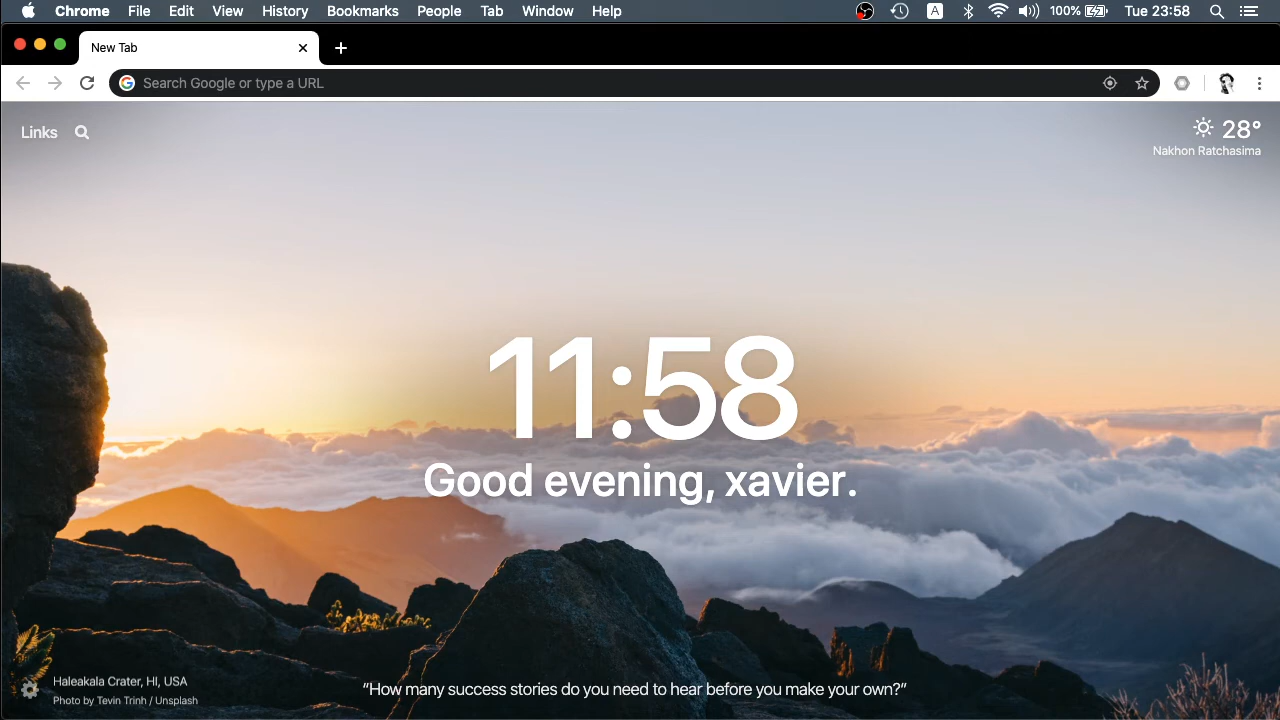 Chrome File Edit View History Bookmarks People Tab Window Help A 100% Tue 23:58
New Tab
Search Google or type a URL
Links
28°
Nakhon Ratchasima
11:58
Good evening, xavier.
Haleakala Crater, HI, USA
Photo by Tevin Trinh / Unsplash
“How many success stories do you need to hear before you make your own?”